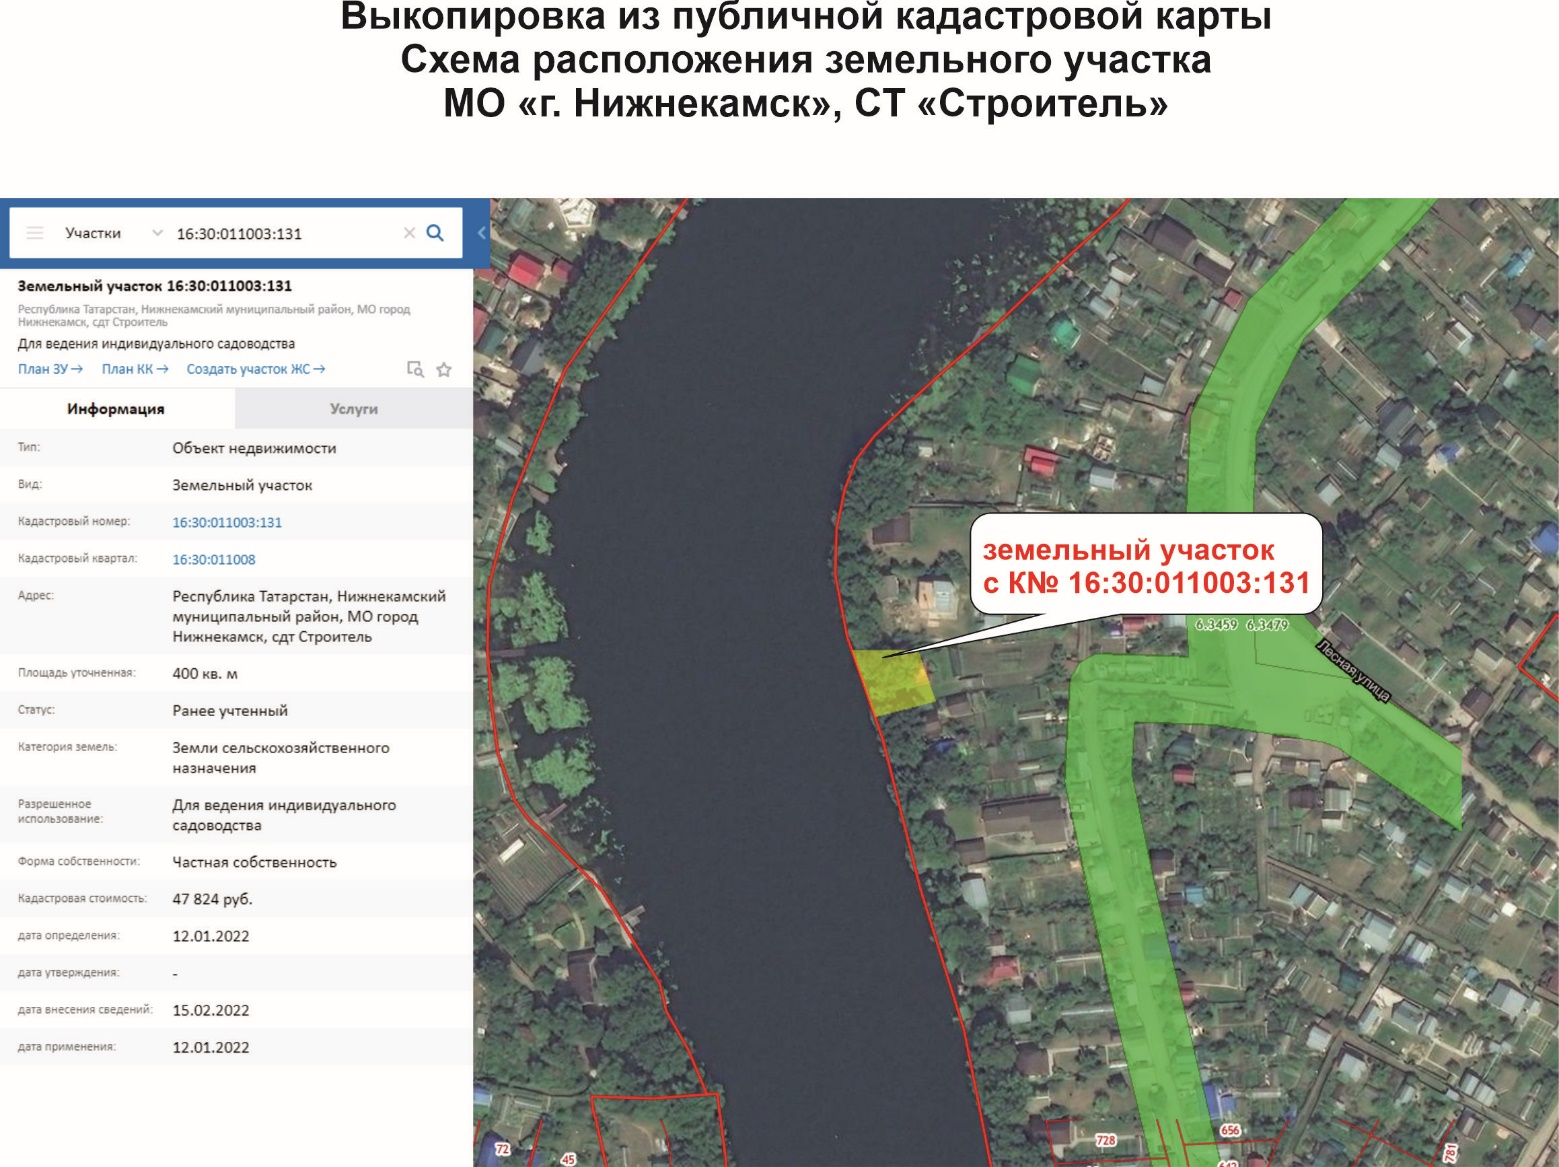 Выкопировка из публичной кадастровой карты
Схема расположения земельного участка
МО «г. Нижнекамск», СТ «Строитель»
Участки
16:30:011003:131
Земельный участок 16:30:011003:131
Республика Татарстан, Нижнекамский муниципальный район, МО город
Нижнекамск, сдт Строитель
Для ведения индивидуального садоводства
План ЗУ → План КК → Создать участок ЖС →
Информация
Услуги
Тип: Объект недвижимости
Вид: Земельный участок
Кадастровый номер: 16:30:011003:131
Кадастровый квартал: 16:30:011008
Адрес: Республика Татарстан, Нижнекамский
муниципальный район, МО город
Нижнекамск, сдт Строитель
Площадь уточненная: 400 кв. м
Статус: Ранее учтенный
Категория земель: Земли сельскохозяйственного
назначения
Разрешенное
использование:
Для ведения индивидуального
садоводства
Форма собственности: Частная собственность
Кадастровая стоимость: 47 824 руб.
дата определения: 12.01.2022
дата утверждения: -
дата внесения сведений: 15.02.2022
дата применения: 12.01.2022
земельный участок
с К№ 16:30:011003:131
6.3459 6.3479
Лесная улица
72
45
728
656
781